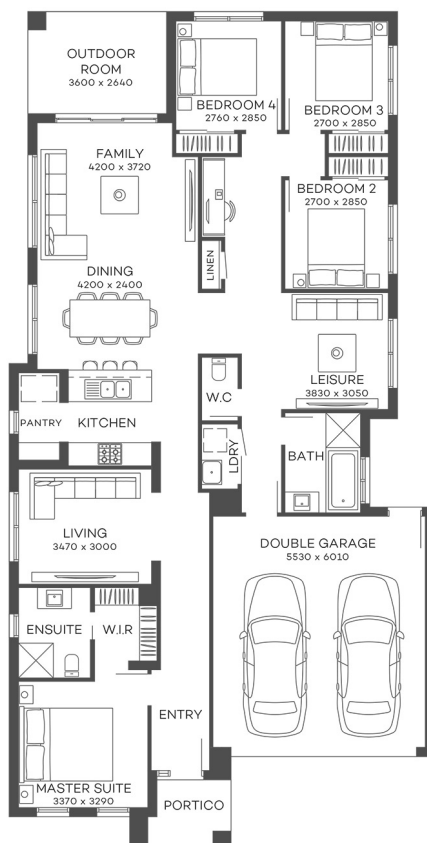 OUTDOOR
ROOM
3600 x 2640
BEDROOM 4
2760 x 2850
BEDROOM 3
2700 x 2850
FAMILY
4200 x 3720
BEDROOM 2
2700 x 2850
LINEN
DINING
4200 x 2400
LEISURE
3830 x 3050
W.C
PANTRY
KITCHEN
LDRY
BATH
LIVING
3470 x 3000
DOUBLE GARAGE
5530 x 6010
ENSUITE
W.I.R
ENTRY
MASTER SUITE
3370 x 3290
PORTICO